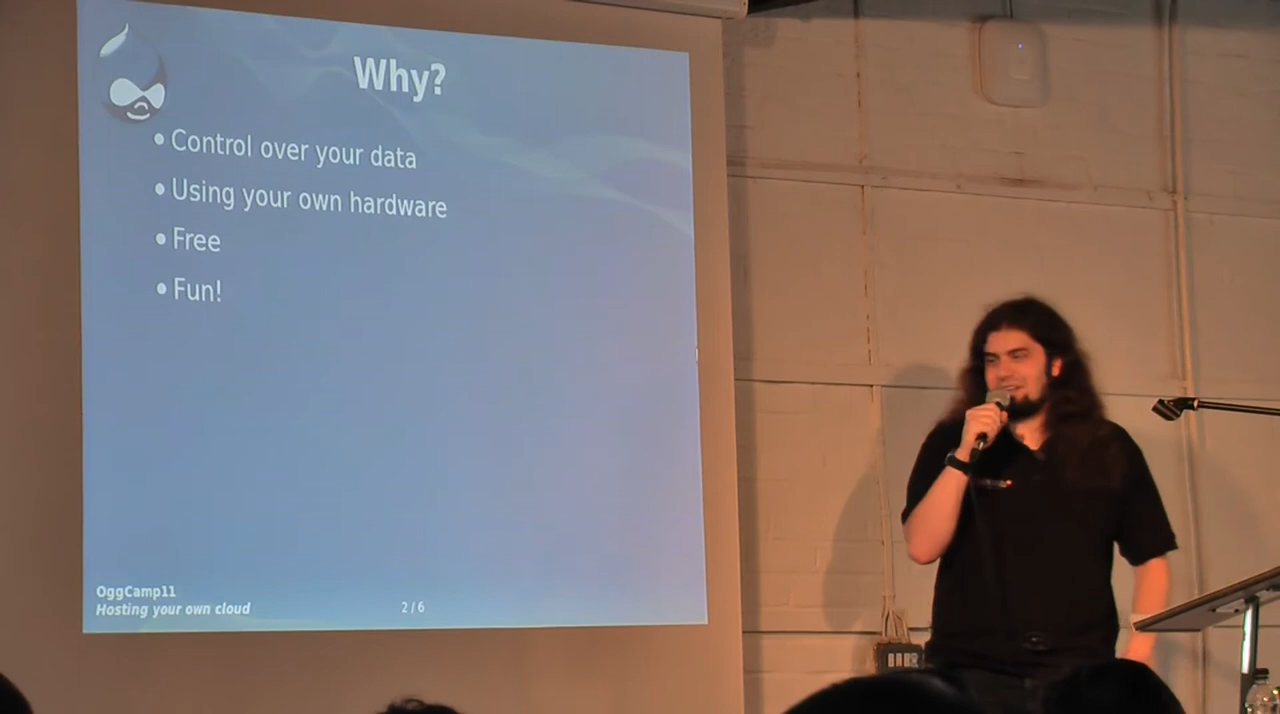 Why?
• Control over your data
• Using your own hardware
• Free
• Fun!
OggCamp11
Hosting your own cloud
2 / 6